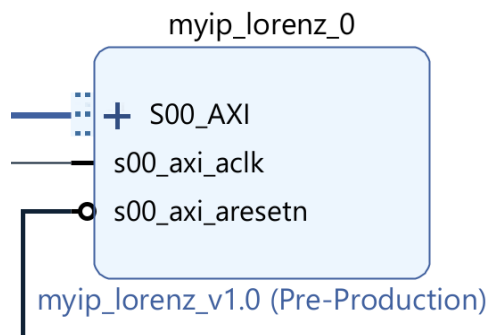 myip_lorenz_0
S00_AXI
s00_axi_aclk
s00_axi_aresetn
myip_lorenz_v1.0 (Pre-Production)